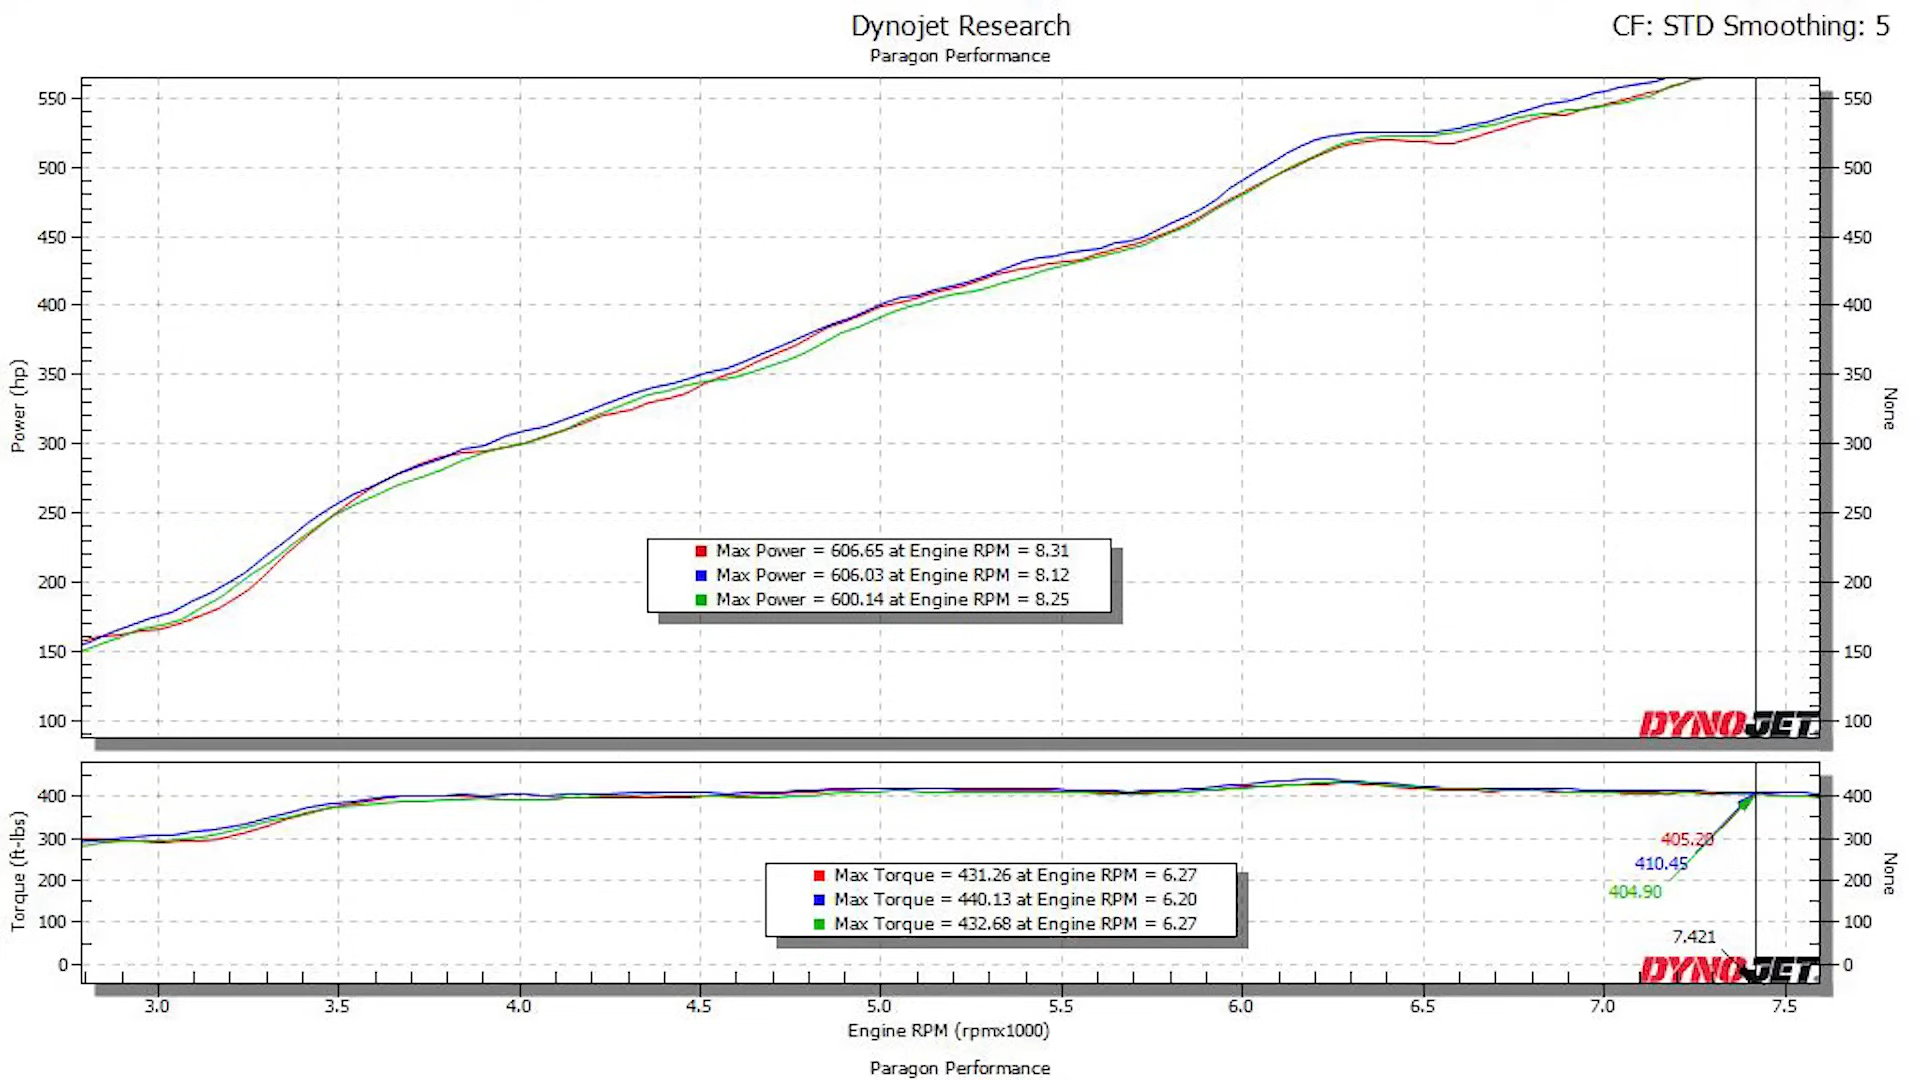 Dynojet Research
CF: STD Smoothing: 5
Paragon Performance
550
500
450
400
350
300
250
200
150
100
Power (hp)
550
500
450
400
350
300
250
200
150
100
None
Max Power = 606.65 at Engine RPM = 8.31
Max Power = 606.03 at Engine RPM = 8.12
Max Power = 600.14 at Engine RPM = 8.25
DYNOJET
400
300
200
100
0
Torque (ft-lbs)
400
300
200
100
0
None
Max Torque = 431.26 at Engine RPM = 6.27
Max Torque = 440.13 at Engine RPM = 6.20
Max Torque = 432.68 at Engine RPM = 6.27
405.20
410.45
404.90
7.421
DYNOJET
3.0 3.5 4.0 4.5 5.0 5.5 6.0 6.5 7.0 7.5
Engine RPM (rpmx1000)
Paragon Performance